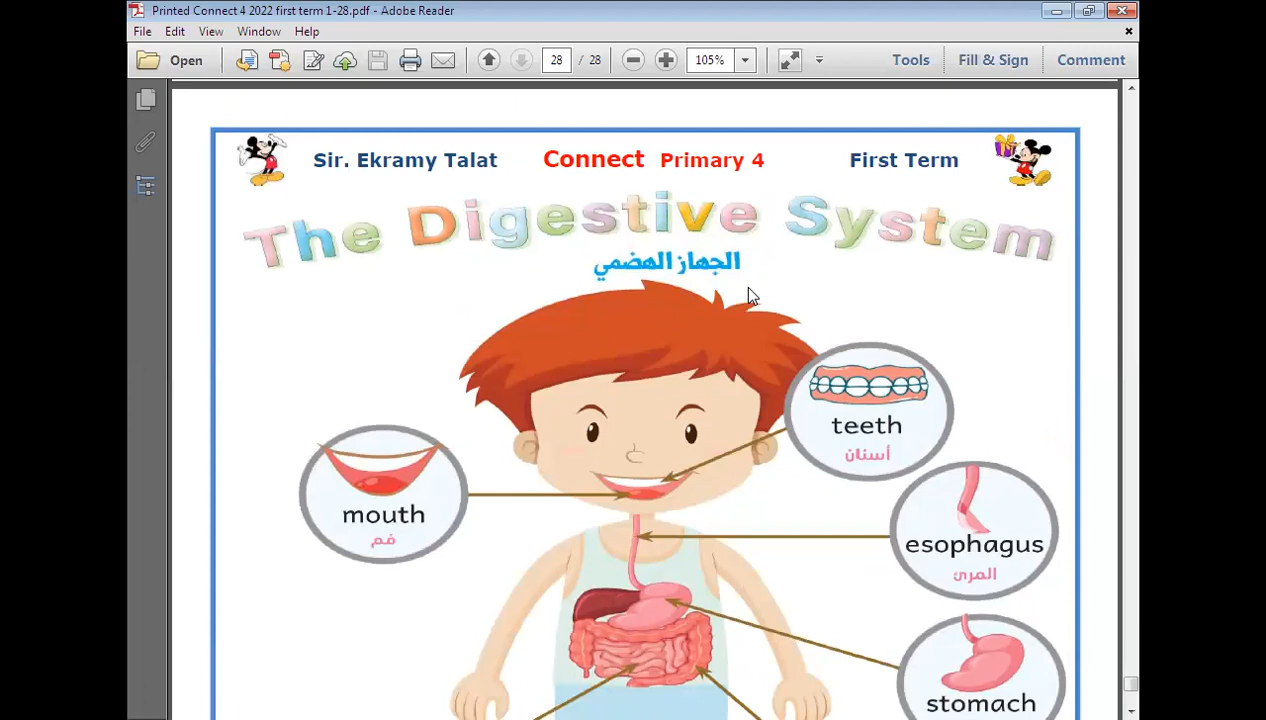 Printed Connect 4 2022 first term 1-28.pdf - Adobe Reader
File Edit View Window Help
Open 28 / 28 105% Tools Fill & Sign Comment
Sir. Ekramy Talat Connect Primary 4 First Term
The Digestive System
الجهاز الهضمي
teeth
أسنان
mouth
فم
esophagus
المرئ
stomach